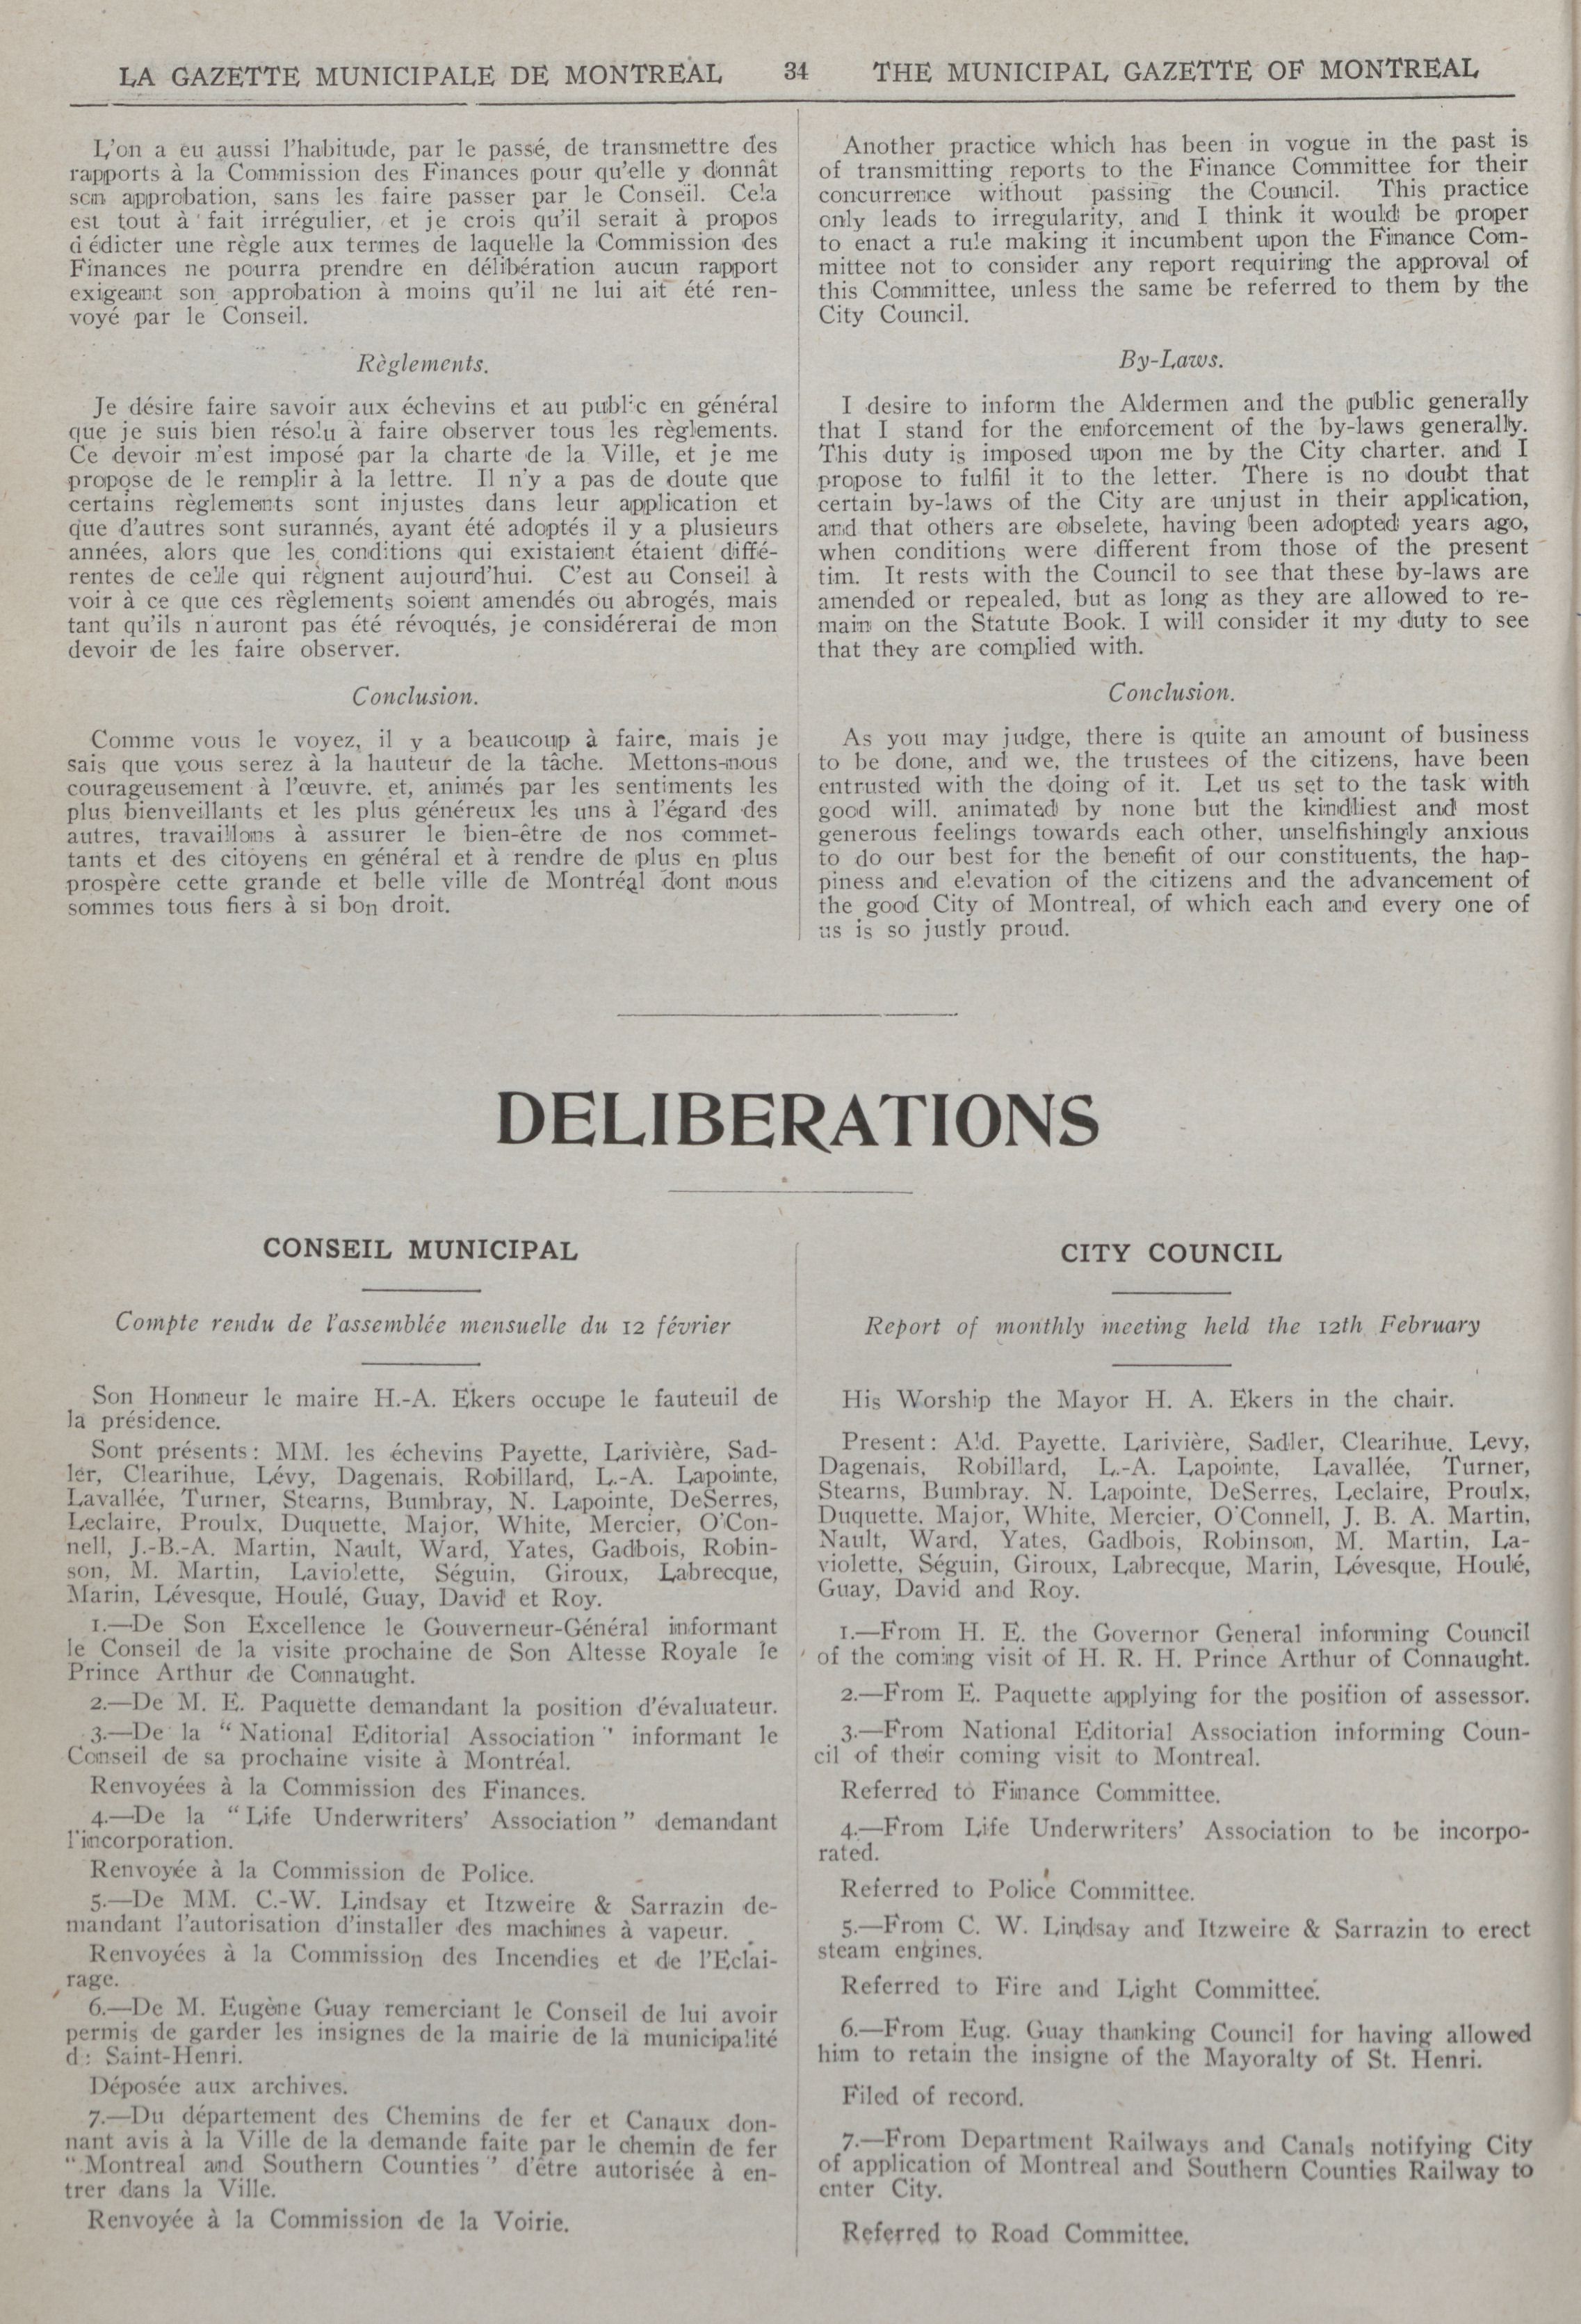 LA GAZETTE MUNICIPALE DE MONTREAL 34 THE MUNICIPAL GAZETTE OF MONTREAL
L'on a eu aussi l'habitude, par le passé, de transmettre des
rapports à la Commission des Finances pour qu'elle y donnât
son approbation, sans les faire passer par le Conseil. Cela
est tout à fait irrégulier, et je crois qu'il serait à propos
d'édicter une règle aux termes de laquelle la Commission des
Finances ne pourra prendre en délibération aucun rapport
exigeant son approbation à moins qu'il ne lui ait été ren-
voyé par le Conseil.
Règlements.
Je désire faire savoir aux échevins et au public en général
que je suis bien résolu à faire observer tous les règlements.
Ce devoir m'est imposé par la charte de la Ville, et je me
propose de le remplir à la lettre. Il n'y a pas de doute que
certains règlements sont injustes dans leur application et
que d'autres sont surannés, ayant été adoptés il y a plusieurs
années, alors que les conditions qui existaient étaient diffé-
rentes de celle qui règnent aujourd'hui. C'est au Conseil à
voir à ce que ces règlements soient amendés ou abrogés, mais
tant qu'ils n'auront pas été révoqués, je considérerai de mon
devoir de les faire observer.
Conclusion.
Comme vous le voyez, il y a beaucoup à faire, mais je
sais que vous serez à la hauteur de la tâche. Mettons-nous
courageusement à l'œuvre. et, animés par les sentiments les
plus bienveillants et les plus généreux les uns à l'égard des
autres, travaillons à assurer le bien-être de nos commet-
tants et des citoyens en général et à rendre de plus en plus
prospère cette grande et belle ville de Montréal dont nous
sommes tous fiers à si bon droit.
Another practice which has been in vogue in the past is
of transmitting reports to the Finance Committee for their
concurrence without passing the Council. This practice
only leads to irregularity, and I think it would be proper
to enact a rule making it incumbent upon the Finance Com-
mittee not to consider any report requiring the approval of
this Committee, unless the same be referred to them by the
City Council.
By-Laws.
I desire to inform the Aldermen and the public generally
that I stand for the enforcement of the by-laws generally.
This duty is imposed upon me by the City charter. and I
propose to fulfil it to the letter. There is no doubt that
certain by-laws of the City are unjust in their application,
and that others are obselete, having been adopted years ago,
when conditions were different from those of the present
tim. It rests with the Council to see that these by-laws are
amended or repealed, but as long as they are allowed to re-
main on the Statute Book. I will consider it my duty to see
that they are complied with.
Conclusion.
As you may judge, there is quite an amount of business
to be done, and we, the trustees of the citizens, have been
entrusted with the doing of it. Let us set to the task with
good will. animated by none but the kindliest and most
generous feelings towards each other. unselfishingly anxious
to do our best for the benefit of our constituents, the hap-
piness and elevation of the citizens and the advancement of
the good City of Montreal, of which each and every one of
us is so justly proud.
DELIBERATIONS
CONSEIL MUNICIPAL
Compte rendu de l'assemblée mensuelle du 12 février
Son Honneur le maire H.-A. Ekers occupe le fauteuil de
la présidence.
Sont présents: MM. les échevins Payette, Larivière, Sad-
ler, Clearihue, Lévy, Dagenais, Robillard, L.-A. Lapointe,
Lavallée, Turner, Stearns, Bumbray, N. Lapointe, DeSerres,
Leclaire, Proulx, Duquette, Major, White, Mercier, O'Con-
nell, J.-B.-A. Martin, Nault, Ward, Yates, Gadbois, Robin-
son, M. Martin, Laviolette, Séguin, Giroux, Labrecque,
Marin, Lévesque, Houlé, Guay, David et Roy.
1.—De Son Excellence le Gouverneur-Général informant
le Conseil de la visite prochaine de Son Altesse Royale le
Prince Arthur de Connaught.
2.—De M. E. Paquette demandant la position d'évaluateur.
3.—De la "National Editorial Association" informant le
Conseil de sa prochaine visite à Montréal.
Renvoyées à la Commission des Finances.
4.—De la "Life Underwriters' Association" demandant
l'incorporation.
Renvoyée à la Commission de Police.
5.—De MM. C.-W. Lindsay et Itzweire & Sarrazin de-
mandant l'autorisation d'installer des machines à vapeur.
Renvoyées à la Commission des Incendies et de l'Eclai-
rage.
6.—De M. Eugène Guay remerciant le Conseil de lui avoir
permis de garder les insignes de la mairie de la municipalité
d: Saint-Henri.
Déposée aux archives.
7.—Du département des Chemins de fer et Canaux don-
nant avis à la Ville de la demande faite par le chemin de fer
"Montreal and Southern Counties" d'être autorisée à en-
trer dans la Ville.
Renvoyée à la Commission de la Voirie.
CITY COUNCIL
Report of monthly meeting held the 12th February
His Worship the Mayor H. A. Ekers in the chair.
Present: Ald. Payette. Larivière, Sadler, Clearihue. Levy,
Dagenais, Robillard, L.-A. Lapointe, Lavallée, Turner,
Stearns, Bumbray. N. Lapointe, DeSerres, Leclaire, Proulx,
Duquette. Major, White, Mercier, O'Connell, J. B. A. Martin,
Nault, Ward, Yates, Gadbois, Robinson, M. Martin, La-
violette, Séguin, Giroux, Labrecque, Marin, Lévesque, Houlé,
Guay, David and Roy.
1.—From H. E. the Governor General informing Council
of the coming visit of H. R. H. Prince Arthur of Connaught.
2.—From E. Paquette applying for the position of assessor.
3.—From National Editorial Association informing Coun-
cil of their coming visit to Montreal.
Referred to Finance Committee.
4.—From Life Underwriters' Association to be incorpo-
rated.
Referred to Police Committee.
5.—From C. W. Lindsay and Itzweire & Sarrazin to erect
steam engines.
Referred to Fire and Light Committee.
6.—From Eug. Guay thanking Council for having allowed
him to retain the insigne of the Mayoralty of St. Henri.
Filed of record.
7.—From Department Railways and Canals notifying City
of application of Montreal and Southern Counties Railway to
enter City.
Referred to Road Committee.